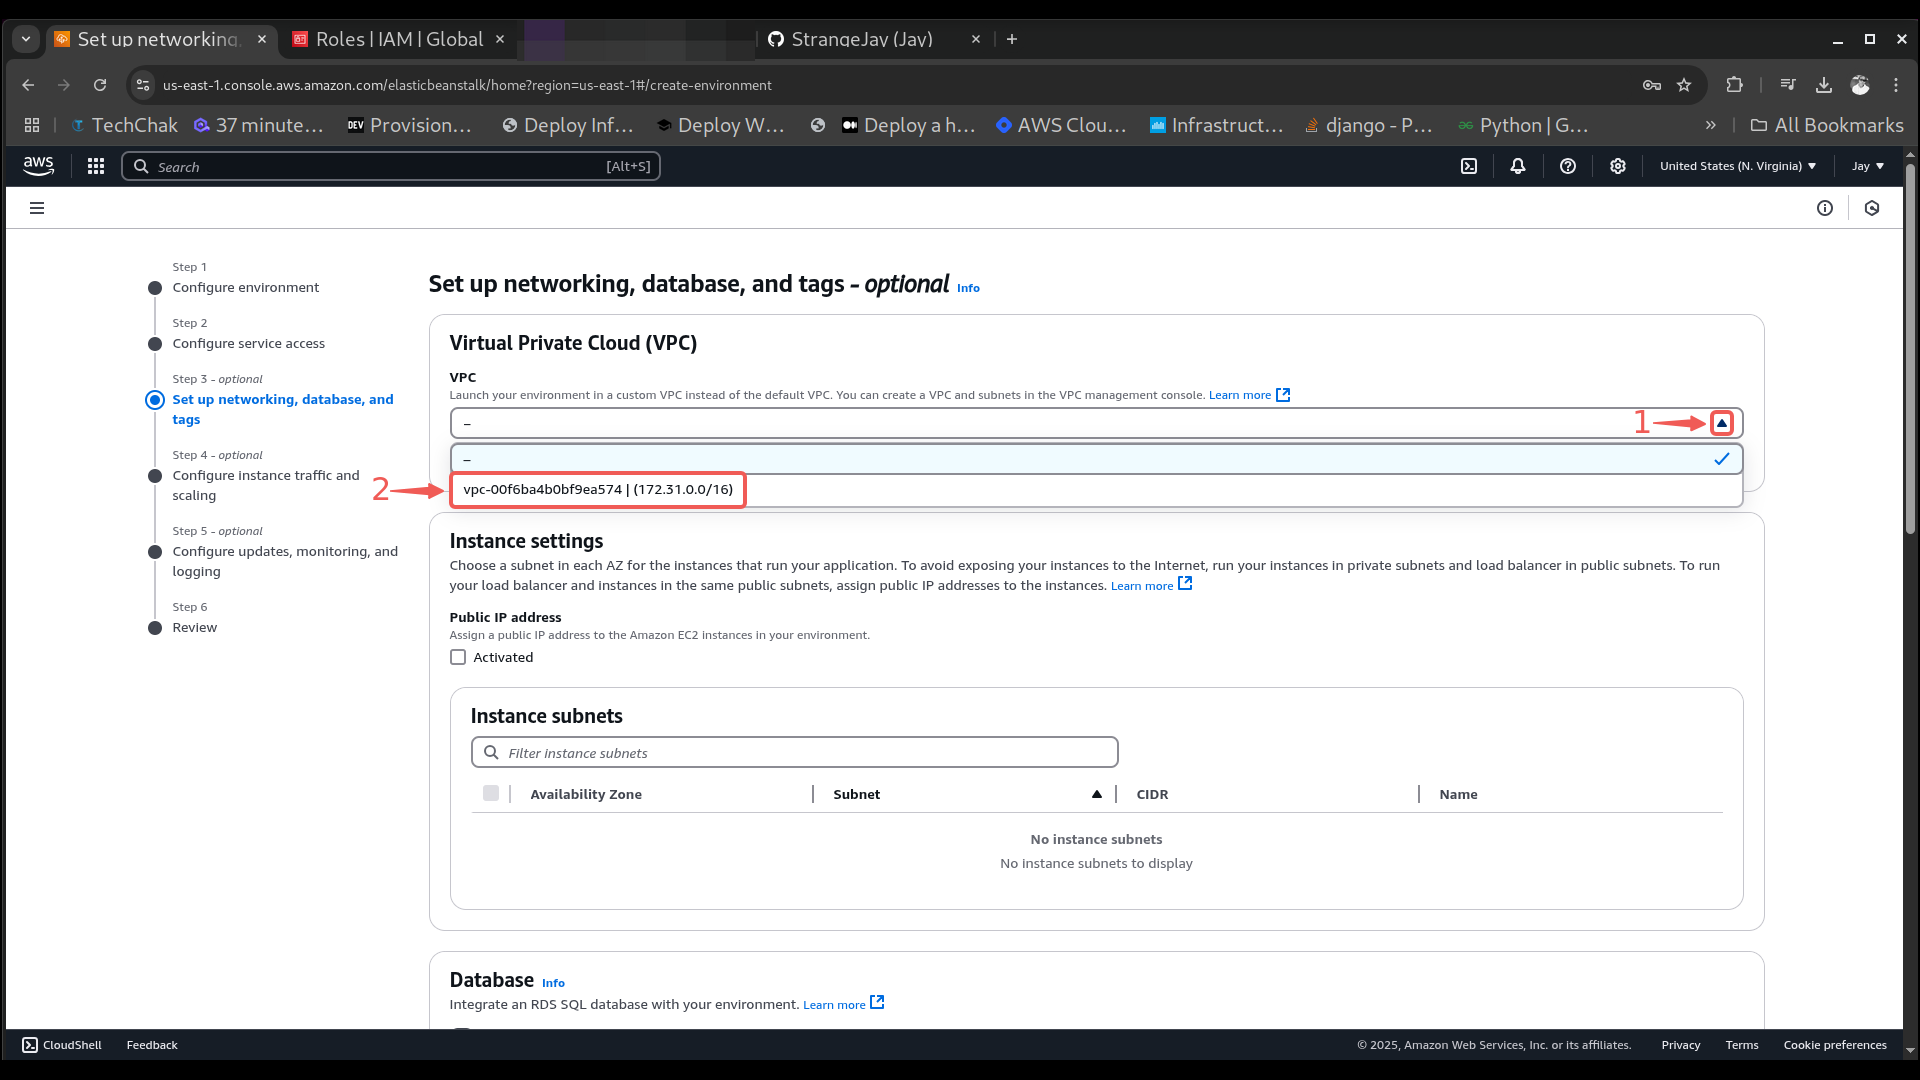 Set up networking,
Roles | IAM | Global
StrangeJay (Jay)
us-east-1.console.aws.amazon.com/elasticbeanstalk/home?region=us-east-1#/create-environment
TechChak
37 minute...
DEV Provision...
Deploy Inf...
Deploy W...
Deploy a h...
AWS Clou...
Infrastruct...
django - P...
Python | G...
»
All Bookmarks
aws
Search
[Alt+S]
United States (N. Virginia)
Jay
Step 1
Configure environment
Step 2
Configure service access
Step 3 - optional
Set up networking, database, and
tags
Step 4 - optional
Configure instance traffic and
scaling
Step 5 - optional
Configure updates, monitoring, and
logging
Step 6
Review
Set up networking, database, and tags - optional Info
Virtual Private Cloud (VPC)
VPC
Launch your environment in a custom VPC instead of the default VPC. You can create a VPC and subnets in the VPC management console. Learn more
–
1
–
2
vpc-00f6ba4b0bf9ea574 | (172.31.0.0/16)
Instance settings
Choose a subnet in each AZ for the instances that run your application. To avoid exposing your instances to the Internet, run your instances in private subnets and load balancer in public subnets. To run
your load balancer and instances in the same public subnets, assign public IP addresses to the instances. Learn more
Public IP address
Assign a public IP address to the Amazon EC2 instances in your environment.
Activated
Instance subnets
Filter instance subnets
Availability Zone
Subnet
CIDR
Name
No instance subnets
No instance subnets to display
Database Info
Integrate an RDS SQL database with your environment. Learn more
CloudShell
Feedback
© 2025, Amazon Web Services, Inc. or its affiliates.
Privacy
Terms
Cookie preferences